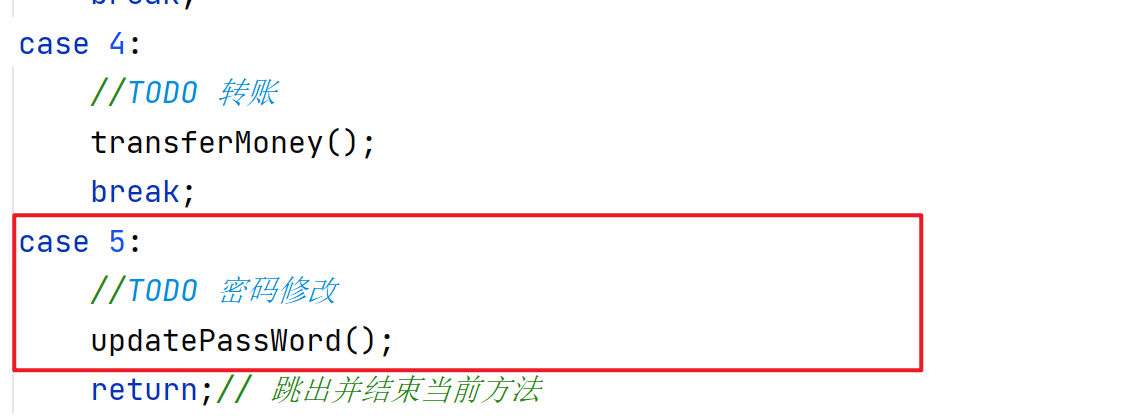 break;
case 4:
//TODO 转账
transferMoney();
break;
case 5:
//TODO 密码修改
updatePassWord();
return;// 跳出并结束当前方法